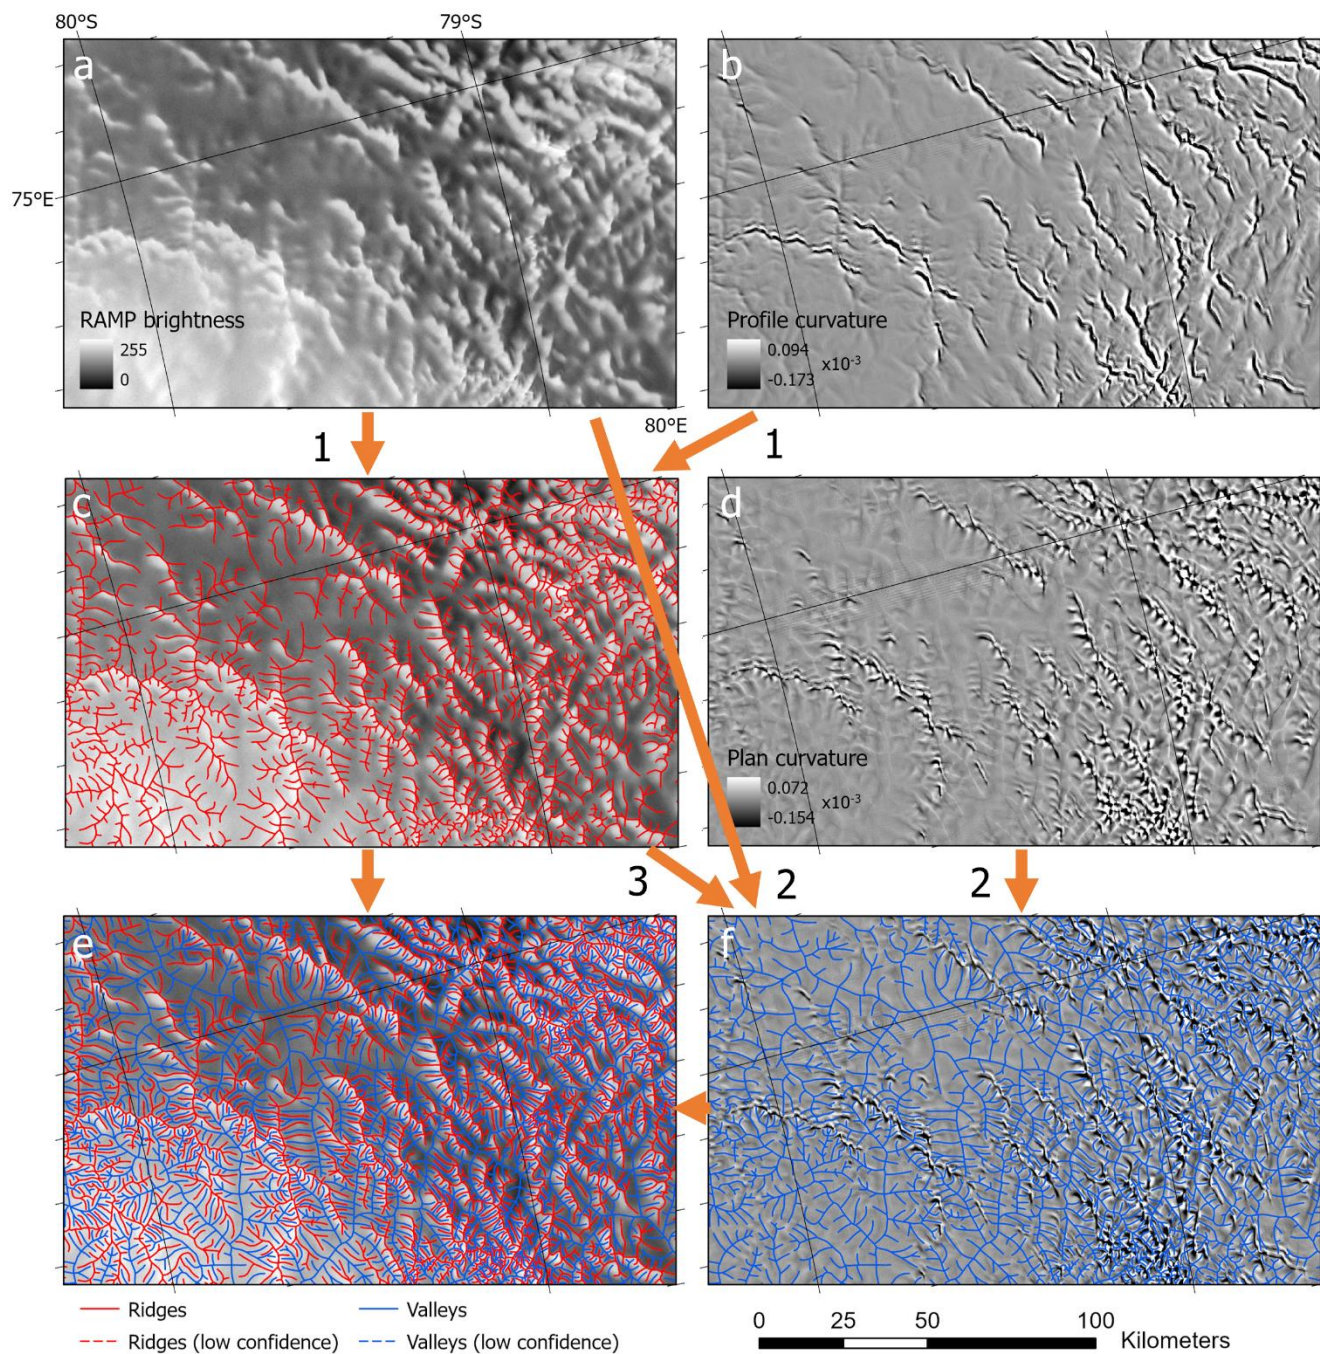 80°S
79°S
a
b
75°E
RAMP brightness
255
0
Profile curvature
0.094
-0.173
x10⁻³
80°E
1
1
c
d
Plan curvature
0.072
-0.154
x10⁻³
3
2
2
e
f
Ridges
Valleys
Ridges (low confidence)
Valleys (low confidence)
0 25 50 100
Kilometers